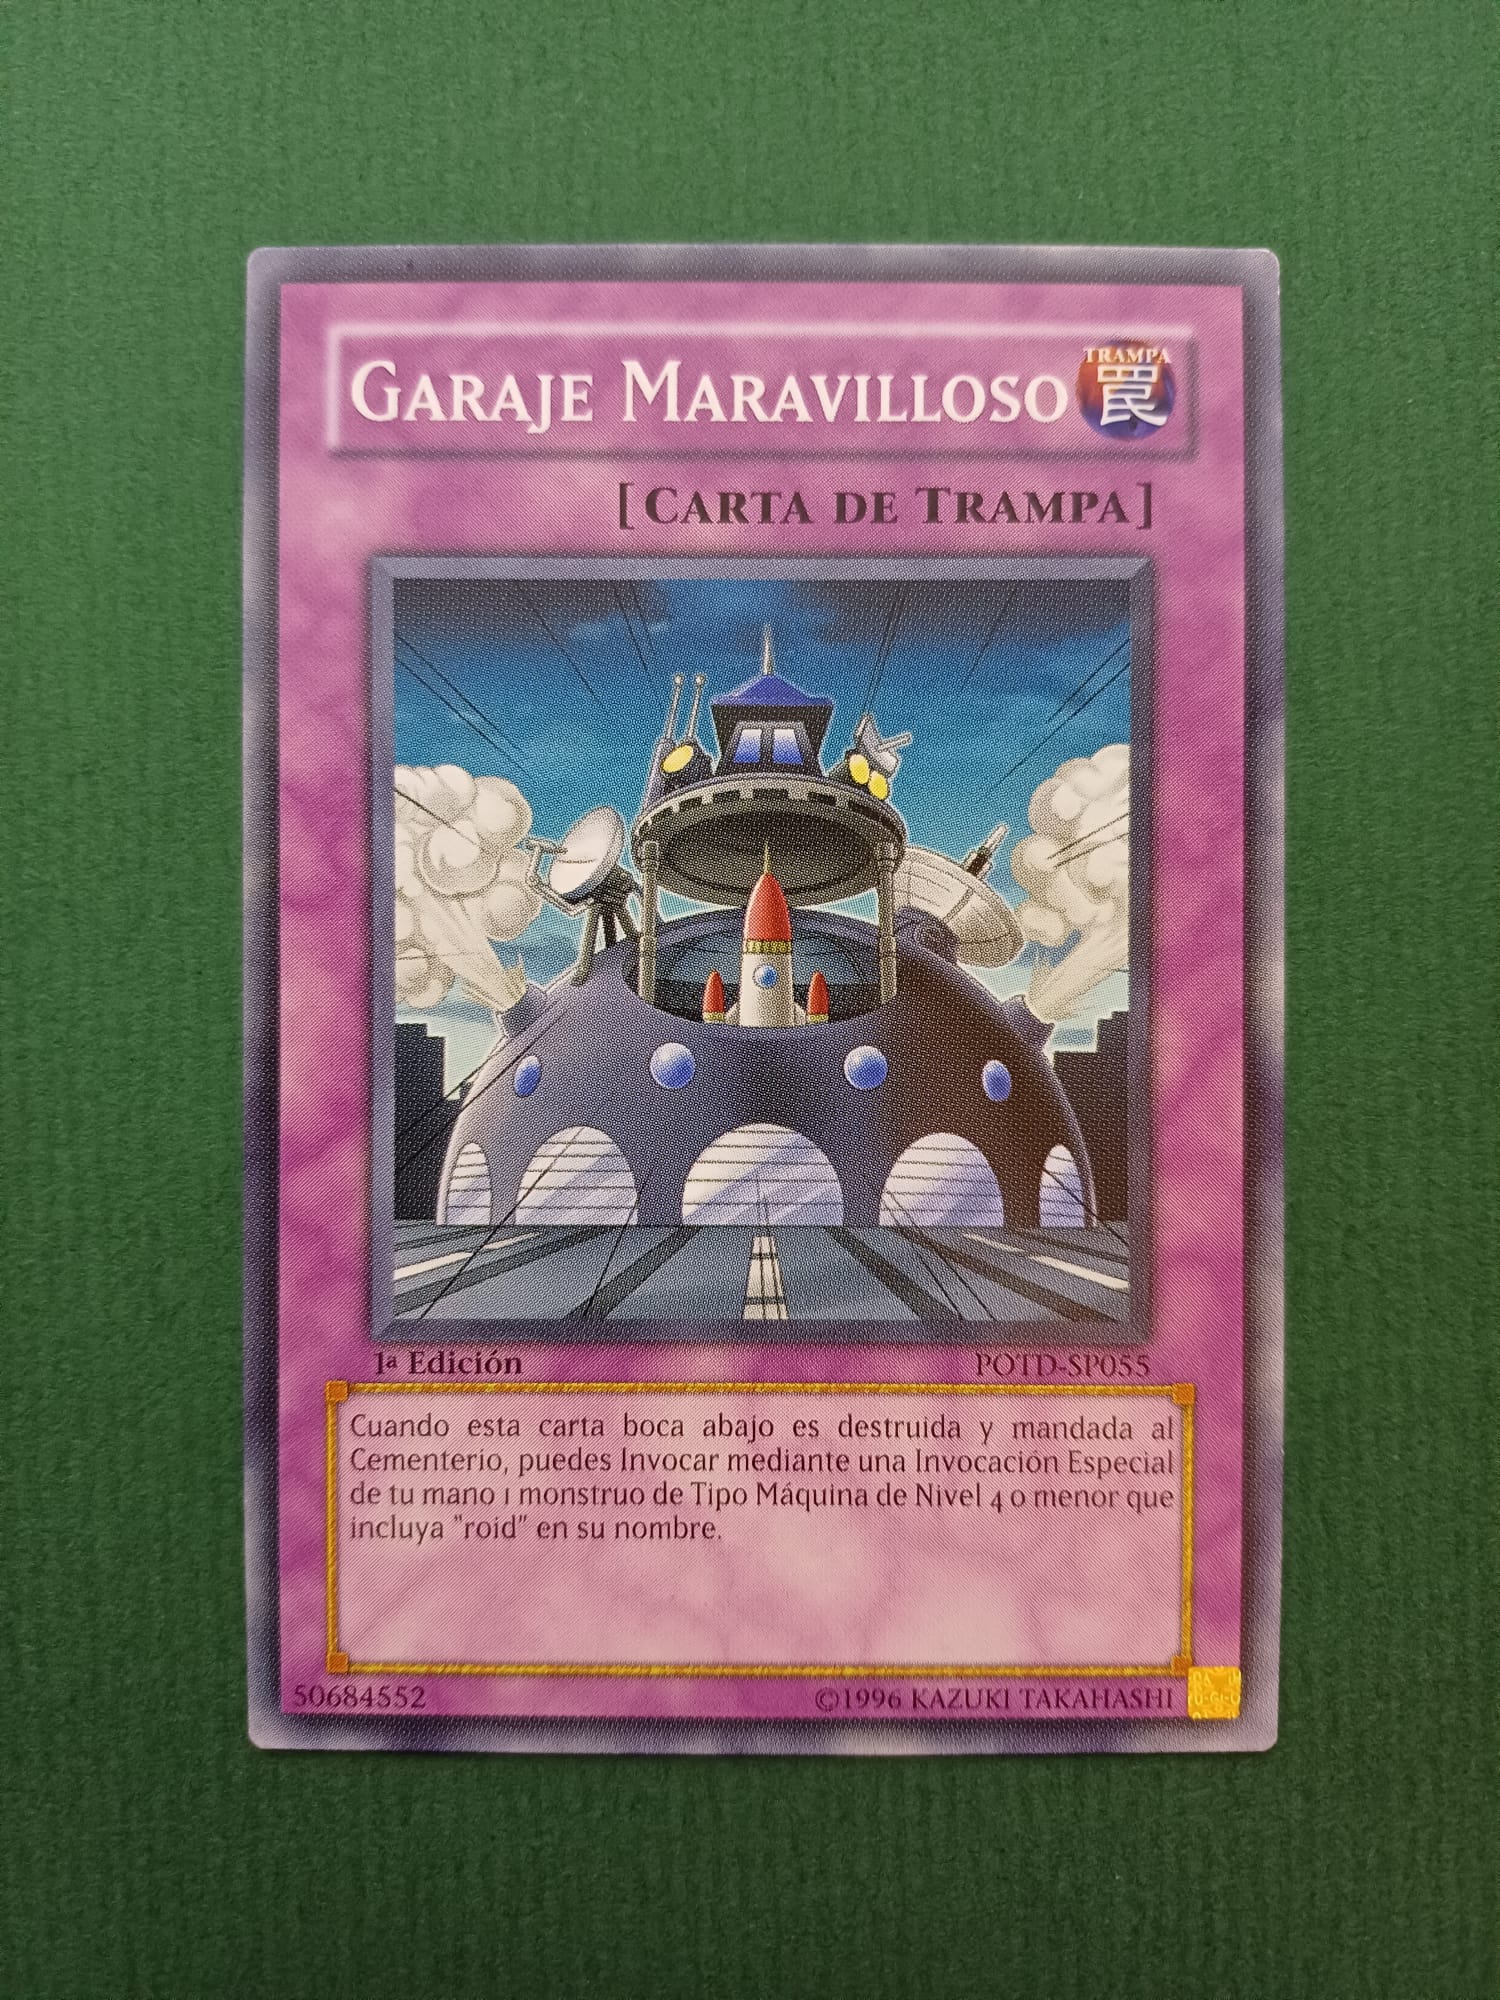 GARAJE MARAVILLOSO
TRAMPA
罠
[CARTA DE TRAMPA]
1ª Edición
POTD-SP055
Cuando esta carta boca abajo es destruida y mandada al
Cementerio, puedes Invocar mediante una Invocación Especial
de tu mano 1 monstruo de Tipo Máquina de Nivel 4 o menor que
incluya "roid" en su nombre.
50684552
©1996 KAZUKI TAKAHASHI